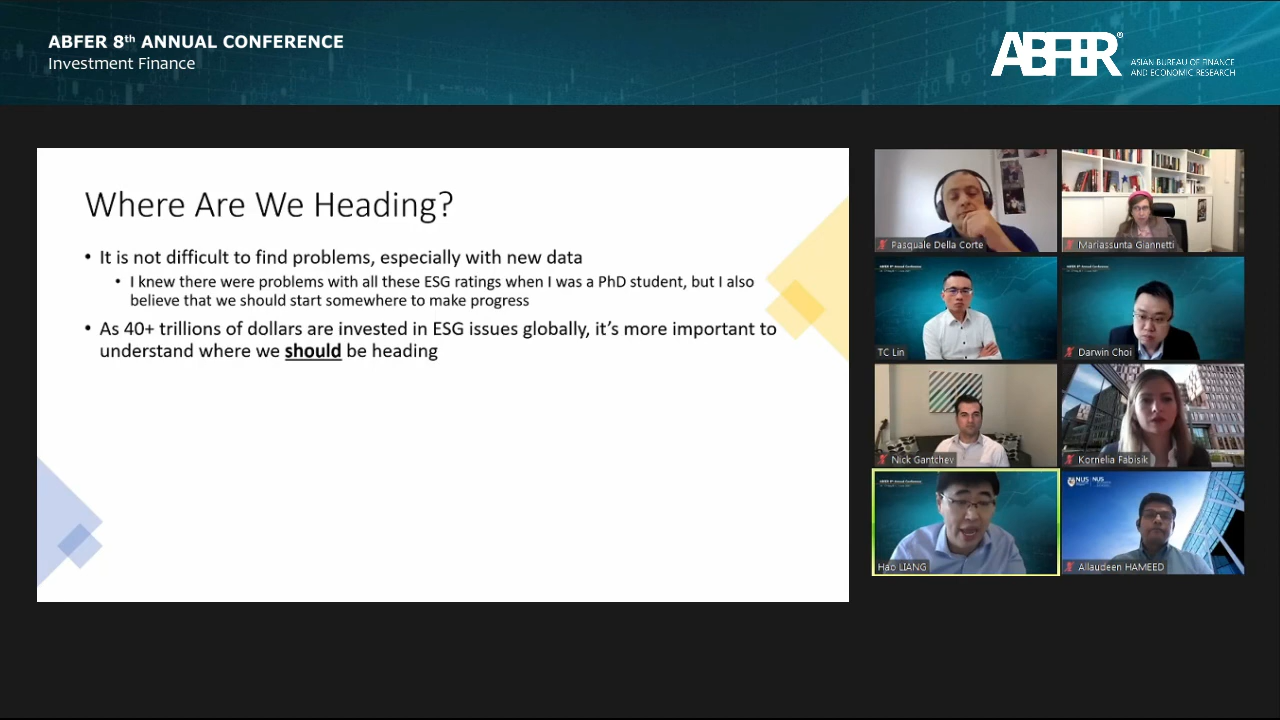 ABFER 8th ANNUAL CONFERENCE
Investment Finance
ABFER®
ASIAN BUREAU OF FINANCE
AND ECONOMIC RESEARCH
Where Are We Heading?
• It is not difficult to find problems, especially with new data
• I knew there were problems with all these ESG ratings when I was a PhD student, but I also
believe that we should start somewhere to make progress
• As 40+ trillions of dollars are invested in ESG issues globally, it's more important to
understand where we should be heading
Pasquale Della Corte
Mariassunta Giannetti
TC Lin
Darwin Choi
Nick Gantchev
Kornelia Fabisik
Hao LIANG
NUS
NUS
Allaudeen HAMEED